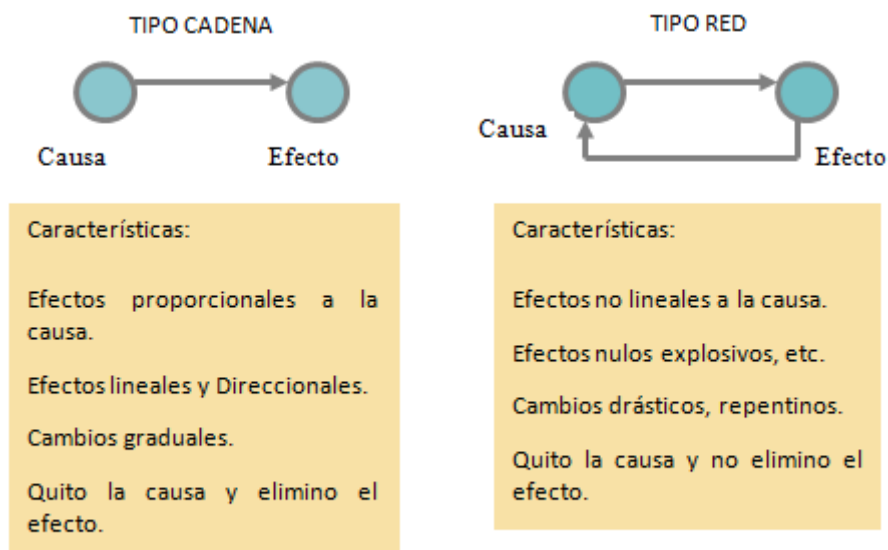 TIPO CADENA
Causa
Efecto
Características:
Efectos proporcionales a la
causa.
Efectos lineales y Direccionales.
Cambios graduales.
Quito la causa y elimino el
efecto.
TIPO RED
Causa
Efecto
Características:
Efectos no lineales a la causa.
Efectos nulos explosivos, etc.
Cambios drásticos, repentinos.
Quito la causa y no elimino el
efecto.